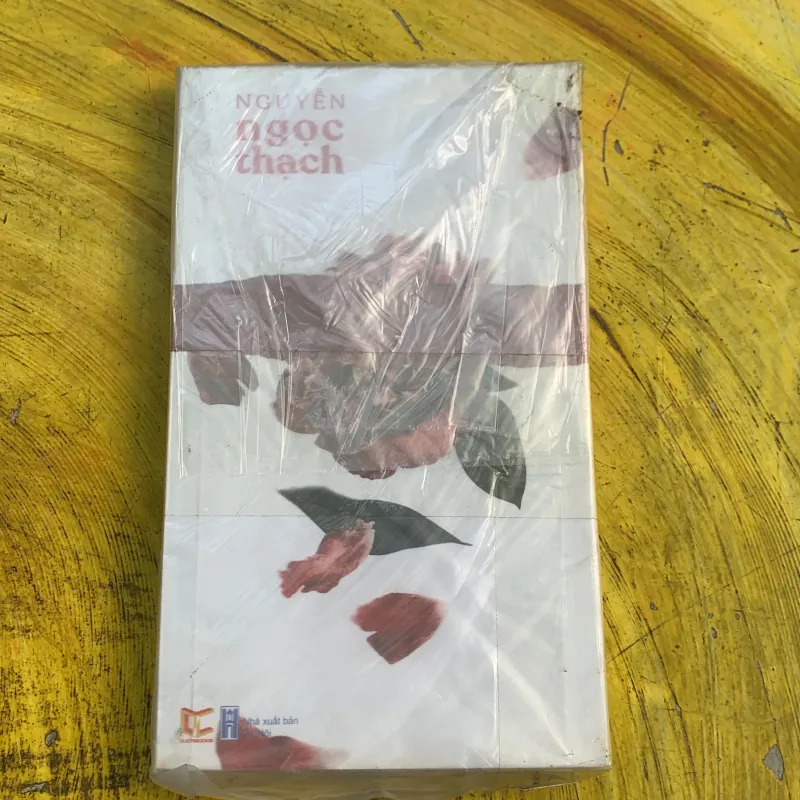 NGUYỄN
ngọc
thạch
Nhà xuất bản